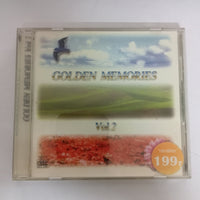 GOLDEN MEMORIES Vol.2
GOLDEN MEMORIES
Vol.2
199₸